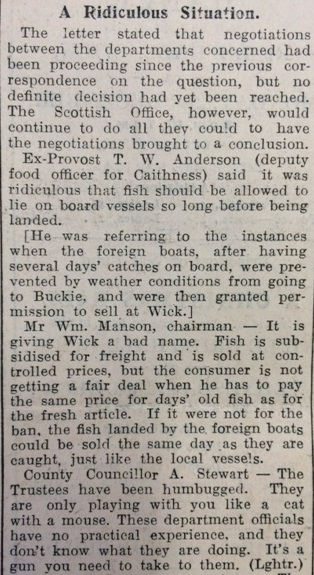 A Ridiculous Situation.
The letter stated that negotiations
between the departments concerned had
been proceeding since the previous cor-
respondence on the question, but no
definite decision had yet been reached.
The Scottish Office, however, would
continue to do all they could to have
the negotiations brought to a conclusion.
Ex-Provost T. W. Anderson (deputy
food officer for Caithness) said it was
ridiculous that fish should be allowed to
lie on board vessels so long before being
landed.
[He was referring to the instances
when the foreign boats, after having
several days' catches on board, were pre-
vented by weather conditions from going
to Buckie, and were then granted per-
mission to sell at Wick.]
Mr Wm. Manson, chairman — It is
giving Wick a bad name. Fish is sub-
sidised for freight and is sold at con-
trolled prices, but the consumer is not
getting a fair deal when he has to pay
the same price for days' old fish as for
the fresh article. If it were not for the
ban, the fish landed by the foreign boats
could be sold the same day as they are
caught, just like the local vessels.
County Councillor A. Stewart — The
Trustees have been humbugged. They
are only playing with you like a cat
with a mouse. These department officials
have no practical experience, and they
don't know what they are doing. It's a
gun you need to take to them. (Lghtr.)